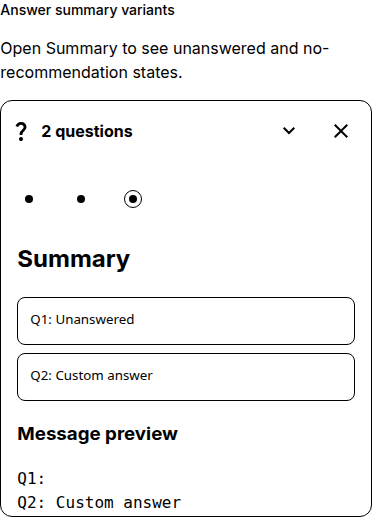 Answer summary variants
Open Summary to see unanswered and no-
recommendation states.
? 2 questions
Summary
Q1: Unanswered
Q2: Custom answer
Message preview
Q1:
Q2: Custom answer